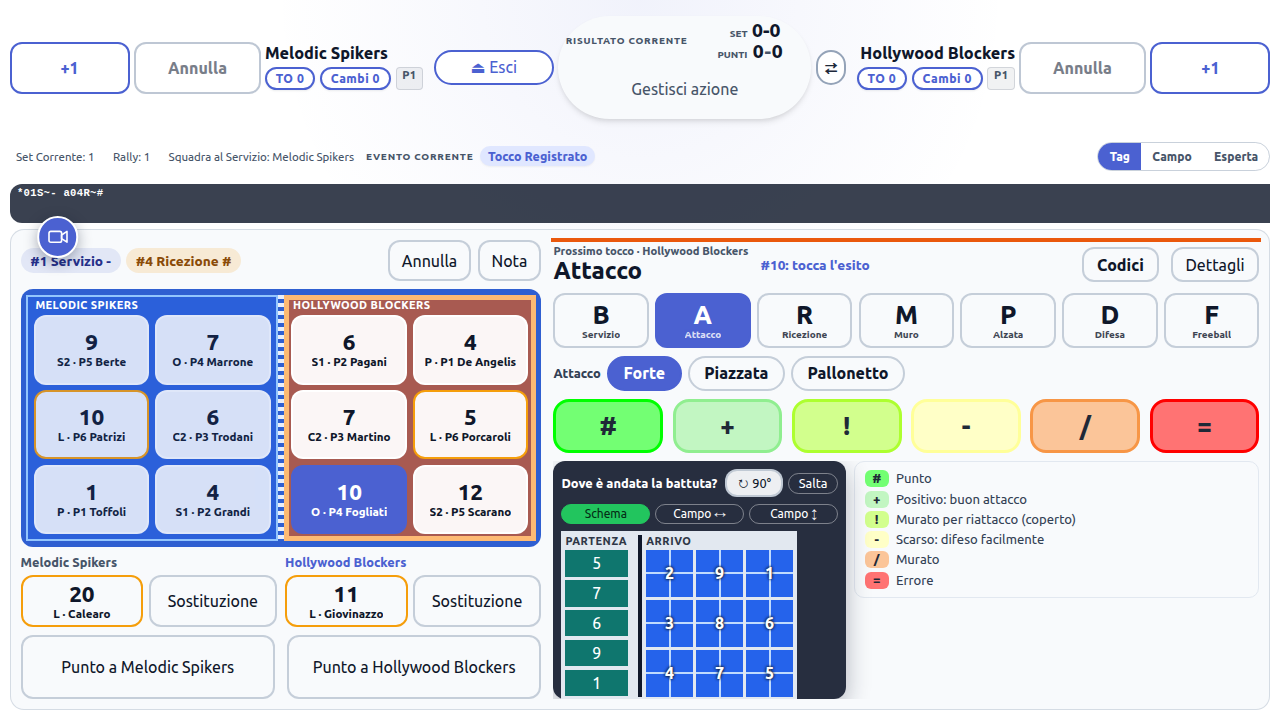 +1
Annulla
Melodic Spikers
TO 0
Cambi 0
P1
⏏ Esci
RISULTATO CORRENTE
SET 0-0
PUNTI 0-0
Gestisci azione
⇄
Hollywood Blockers
TO 0
Cambi 0
P1
Annulla
+1
Set Corrente: 1
Rally: 1
Squadra al Servizio: Melodic Spikers
EVENTO CORRENTE
Tocco Registrato
Tag
Campo
Esperta
*01S~- a04R~#
#1 Servizio -
#4 Ricezione #
Annulla
Nota
MELODIC SPIKERS
HOLLYWOOD BLOCKERS
9
S2 · P5 Berte
7
O · P4 Marrone
6
S1 · P2 Pagani
4
P · P1 De Angelis
10
L · P6 Patrizi
6
C2 · P3 Trodani
7
C2 · P3 Martino
5
L · P6 Porcaroli
1
P · P1 Toffoli
4
S1 · P2 Grandi
10
O · P4 Fogliati
12
S2 · P5 Scarano
Melodic Spikers
Hollywood Blockers
20
L · Calearo
Sostituzione
11
L · Giovinazzo
Sostituzione
Punto a Melodic Spikers
Punto a Hollywood Blockers
Prossimo tocco · Hollywood Blockers
Attacco
#10: tocca l'esito
Codici
Dettagli
B
Servizio
A
Attacco
R
Ricezione
M
Muro
P
Alzata
D
Difesa
F
Freeball
Attacco
Forte
Piazzata
Pallonetto
#
+
!
-
/
=
Dove è andata la battuta?
↻ 90°
Salta
Schema
Campo ↔
Campo ↕
PARTENZA
ARRIVO
5
7
6
9
1
2 9 1
3 8 6
4 7 5
# Punto
+ Positivo: buon attacco
! Murato per riattacco (coperto)
- Scarso: difeso facilmente
/ Murato
= Errore